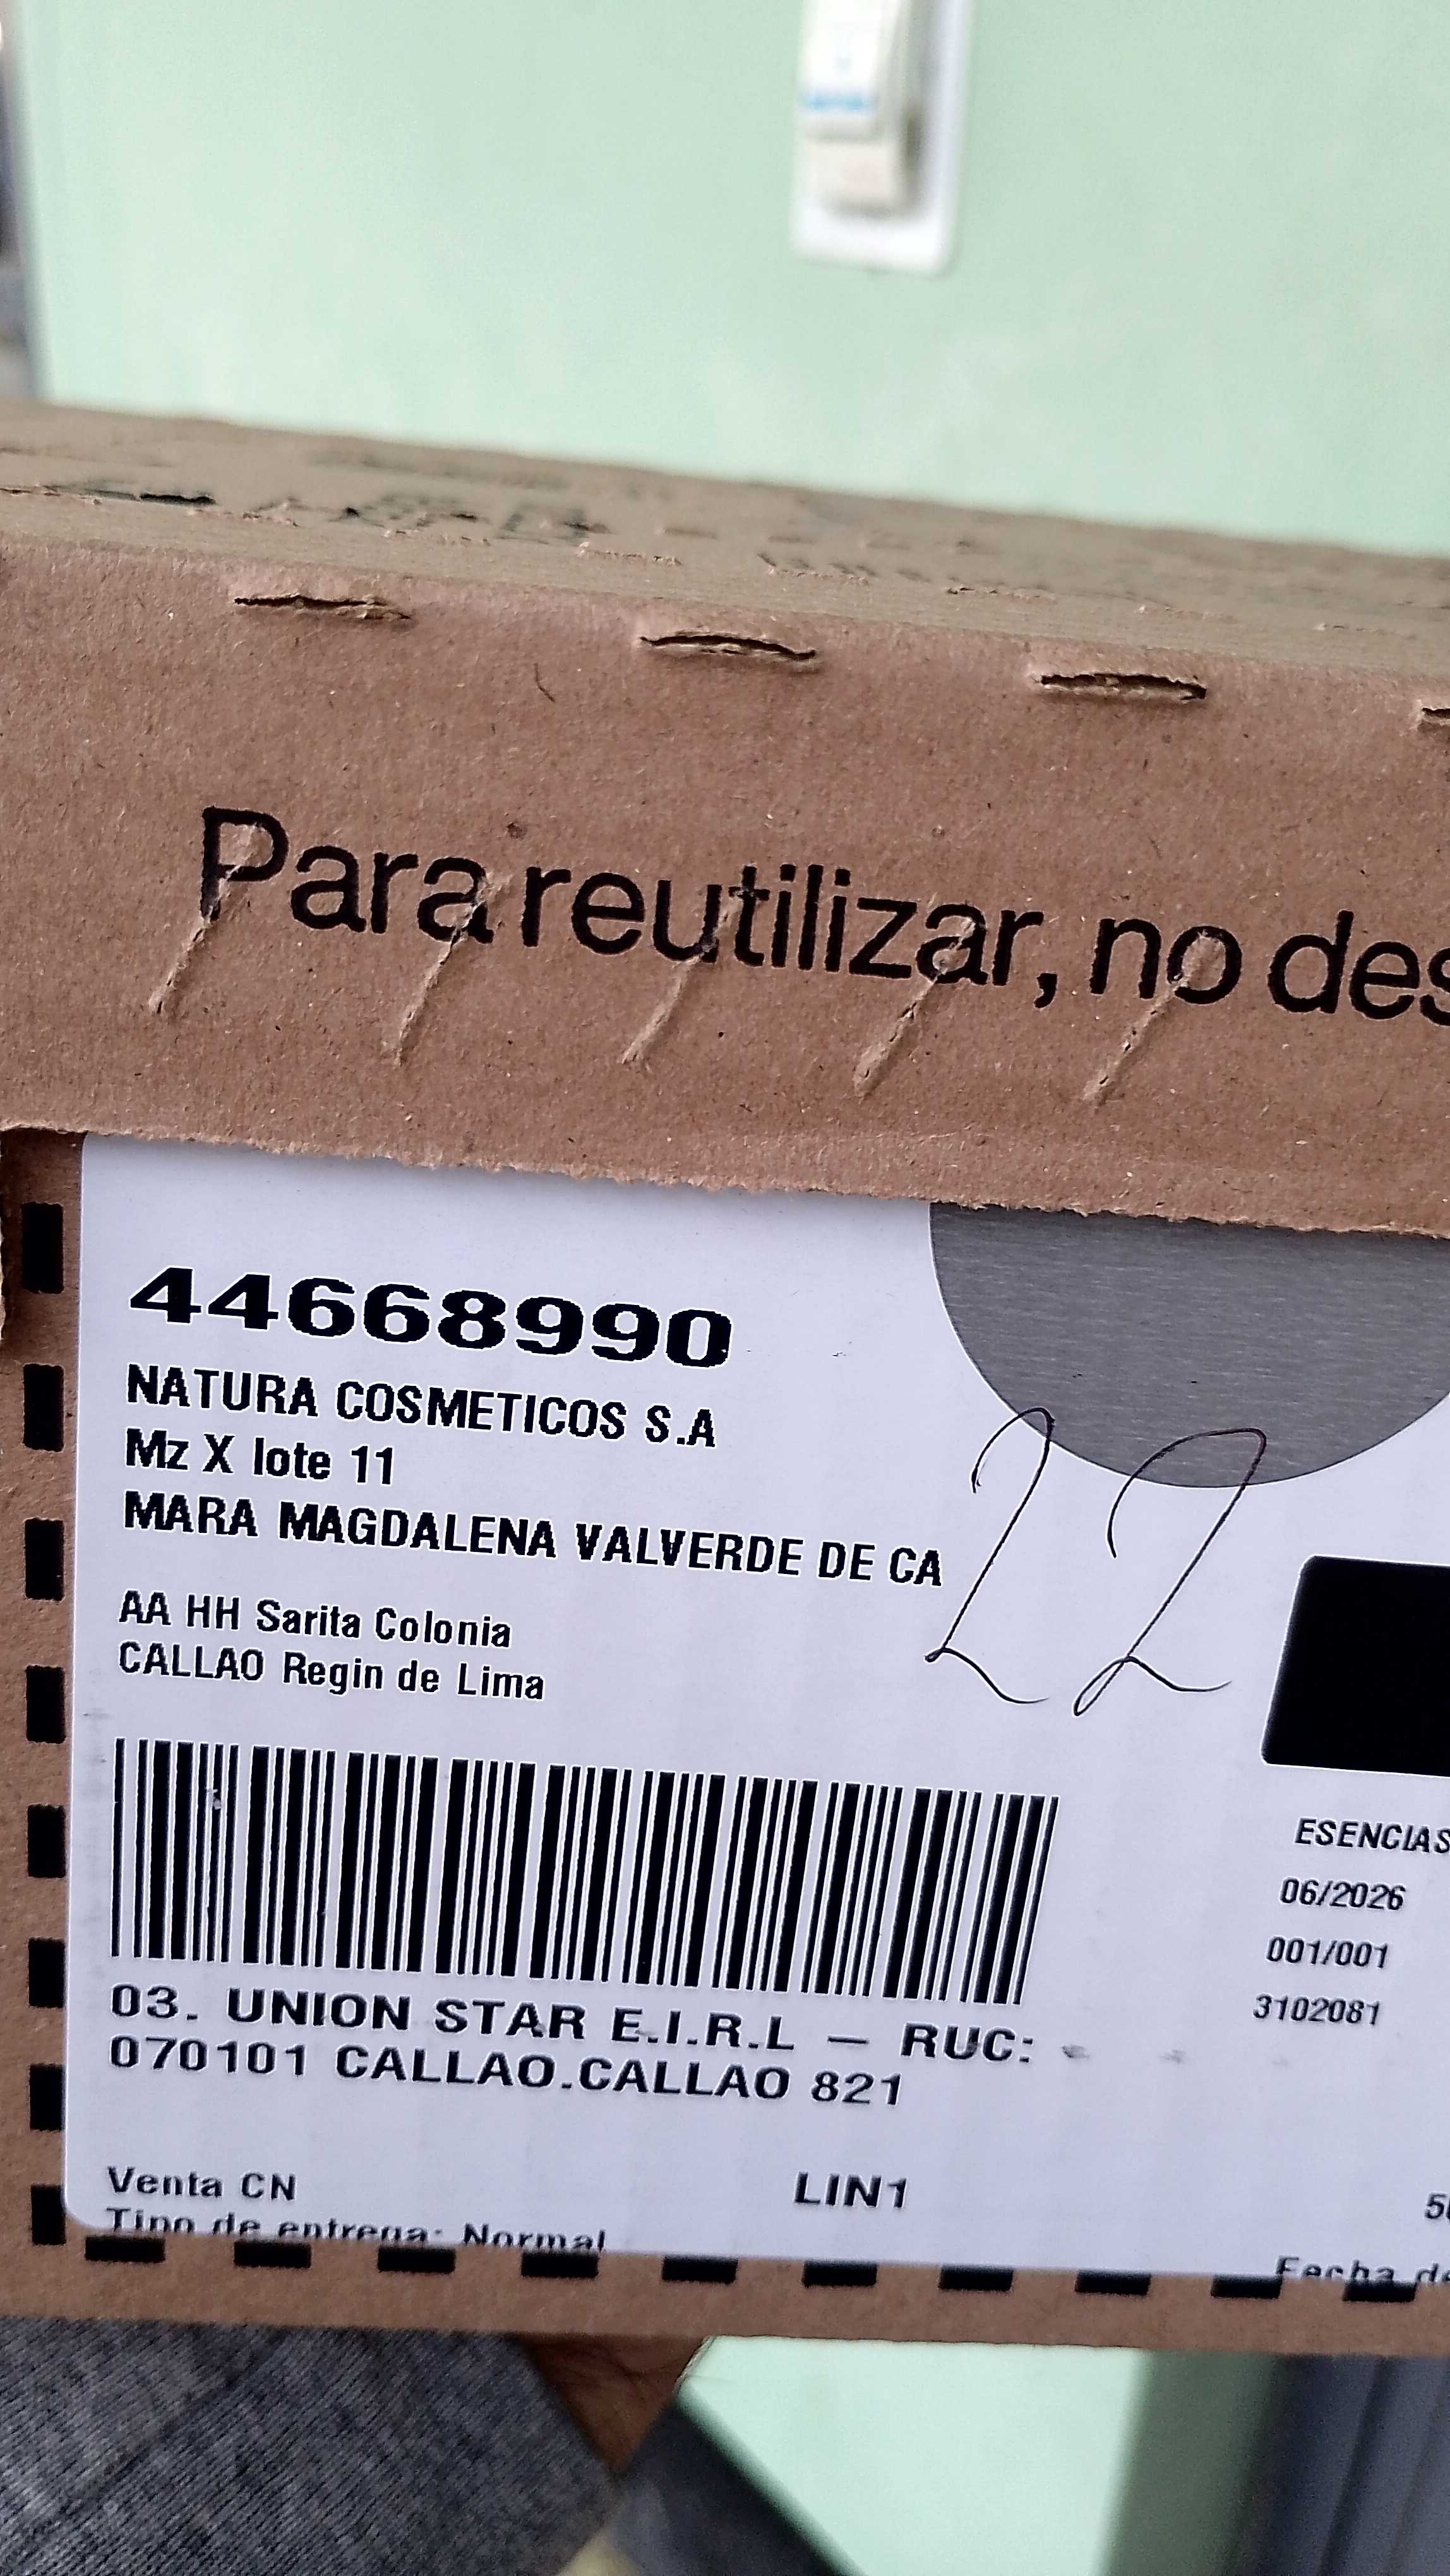 Para reutilizar, no des
44668990
NATURA COSMETICOS S.A
Mz X lote 11
MARA MAGDALENA VALVERDE DE CA
22
AA HH Sarita Colonia
CALLAO Regin de Lima
ESENCIAS
06/2026
001/001
3102081
03. UNION STAR E.I.R.L – RUC:
070101 CALLAO.CALLAO 821
Venta CN
LIN1
Tipo de entrega: Normal
Fecha de